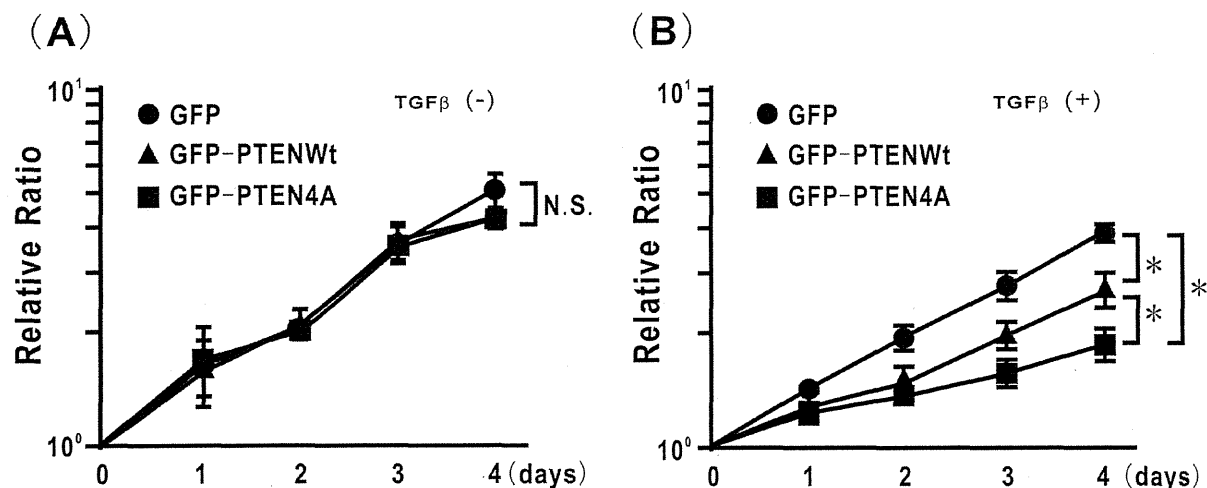 (A)
10¹
TGFβ (-)
GFP
GFP-PTENWt
GFP-PTEN4A
N.S.
Relative Ratio
10⁰
0 1 2 3 4 (days)
(B)
10¹
TGFβ (+)
GFP
GFP-PTENWt
GFP-PTEN4A
*
*
*
Relative Ratio
10⁰
0 1 2 3 4 (days)